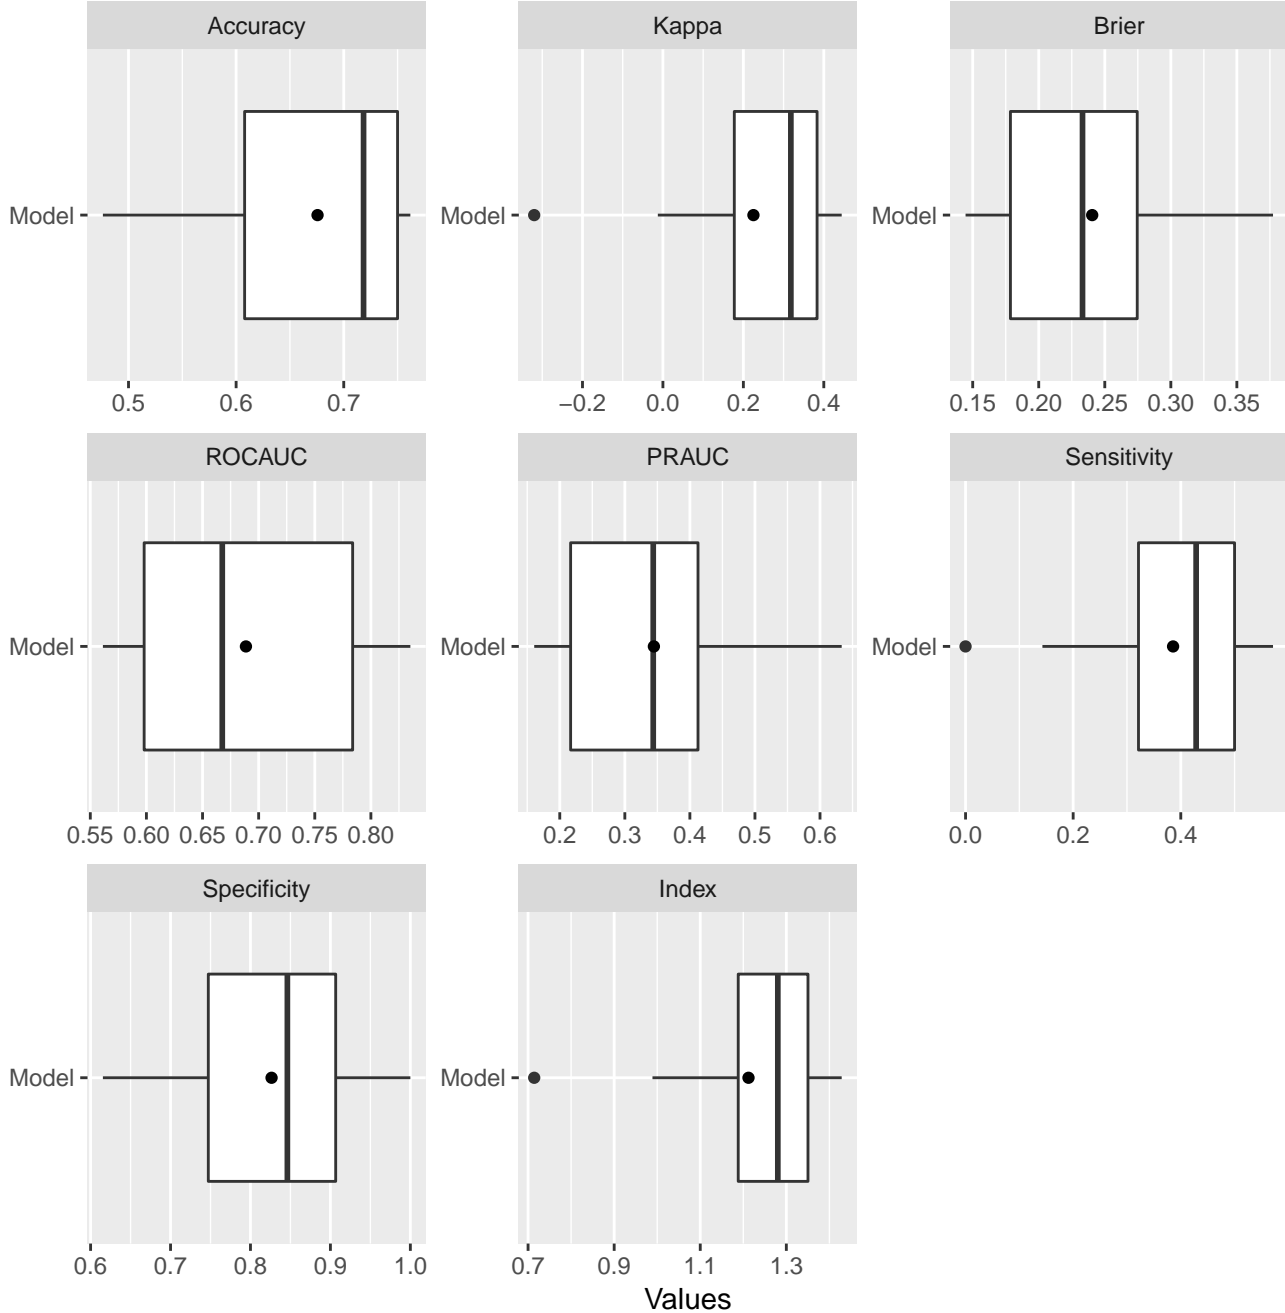 Accuracy Kappa Brier
Model Model Model
0.5 0.6 0.7 −0.2 0.0 0.2 0.4 0.15 0.20 0.25 0.30 0.35
ROCAUC PRAUC Sensitivity
Model Model Model
0.55 0.60 0.65 0.70 0.75 0.80 0.2 0.3 0.4 0.5 0.6 0.0 0.2 0.4
Specificity Index
Model Model
0.6 0.7 0.8 0.9 1.0 0.7 0.9 1.1 1.3
Values